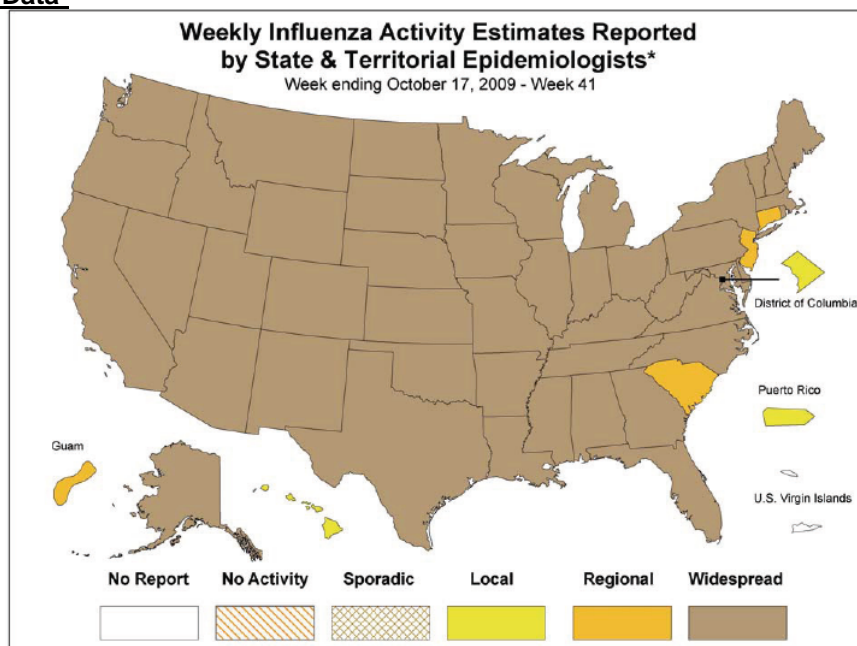 Data
Weekly Influenza Activity Estimates Reported
by State & Territorial Epidemiologists*
Week ending October 17, 2009 - Week 41
District of Columbia
Puerto Rico
Guam
U.S. Virgin Islands
No Report
No Activity
Sporadic
Local
Regional
Widespread